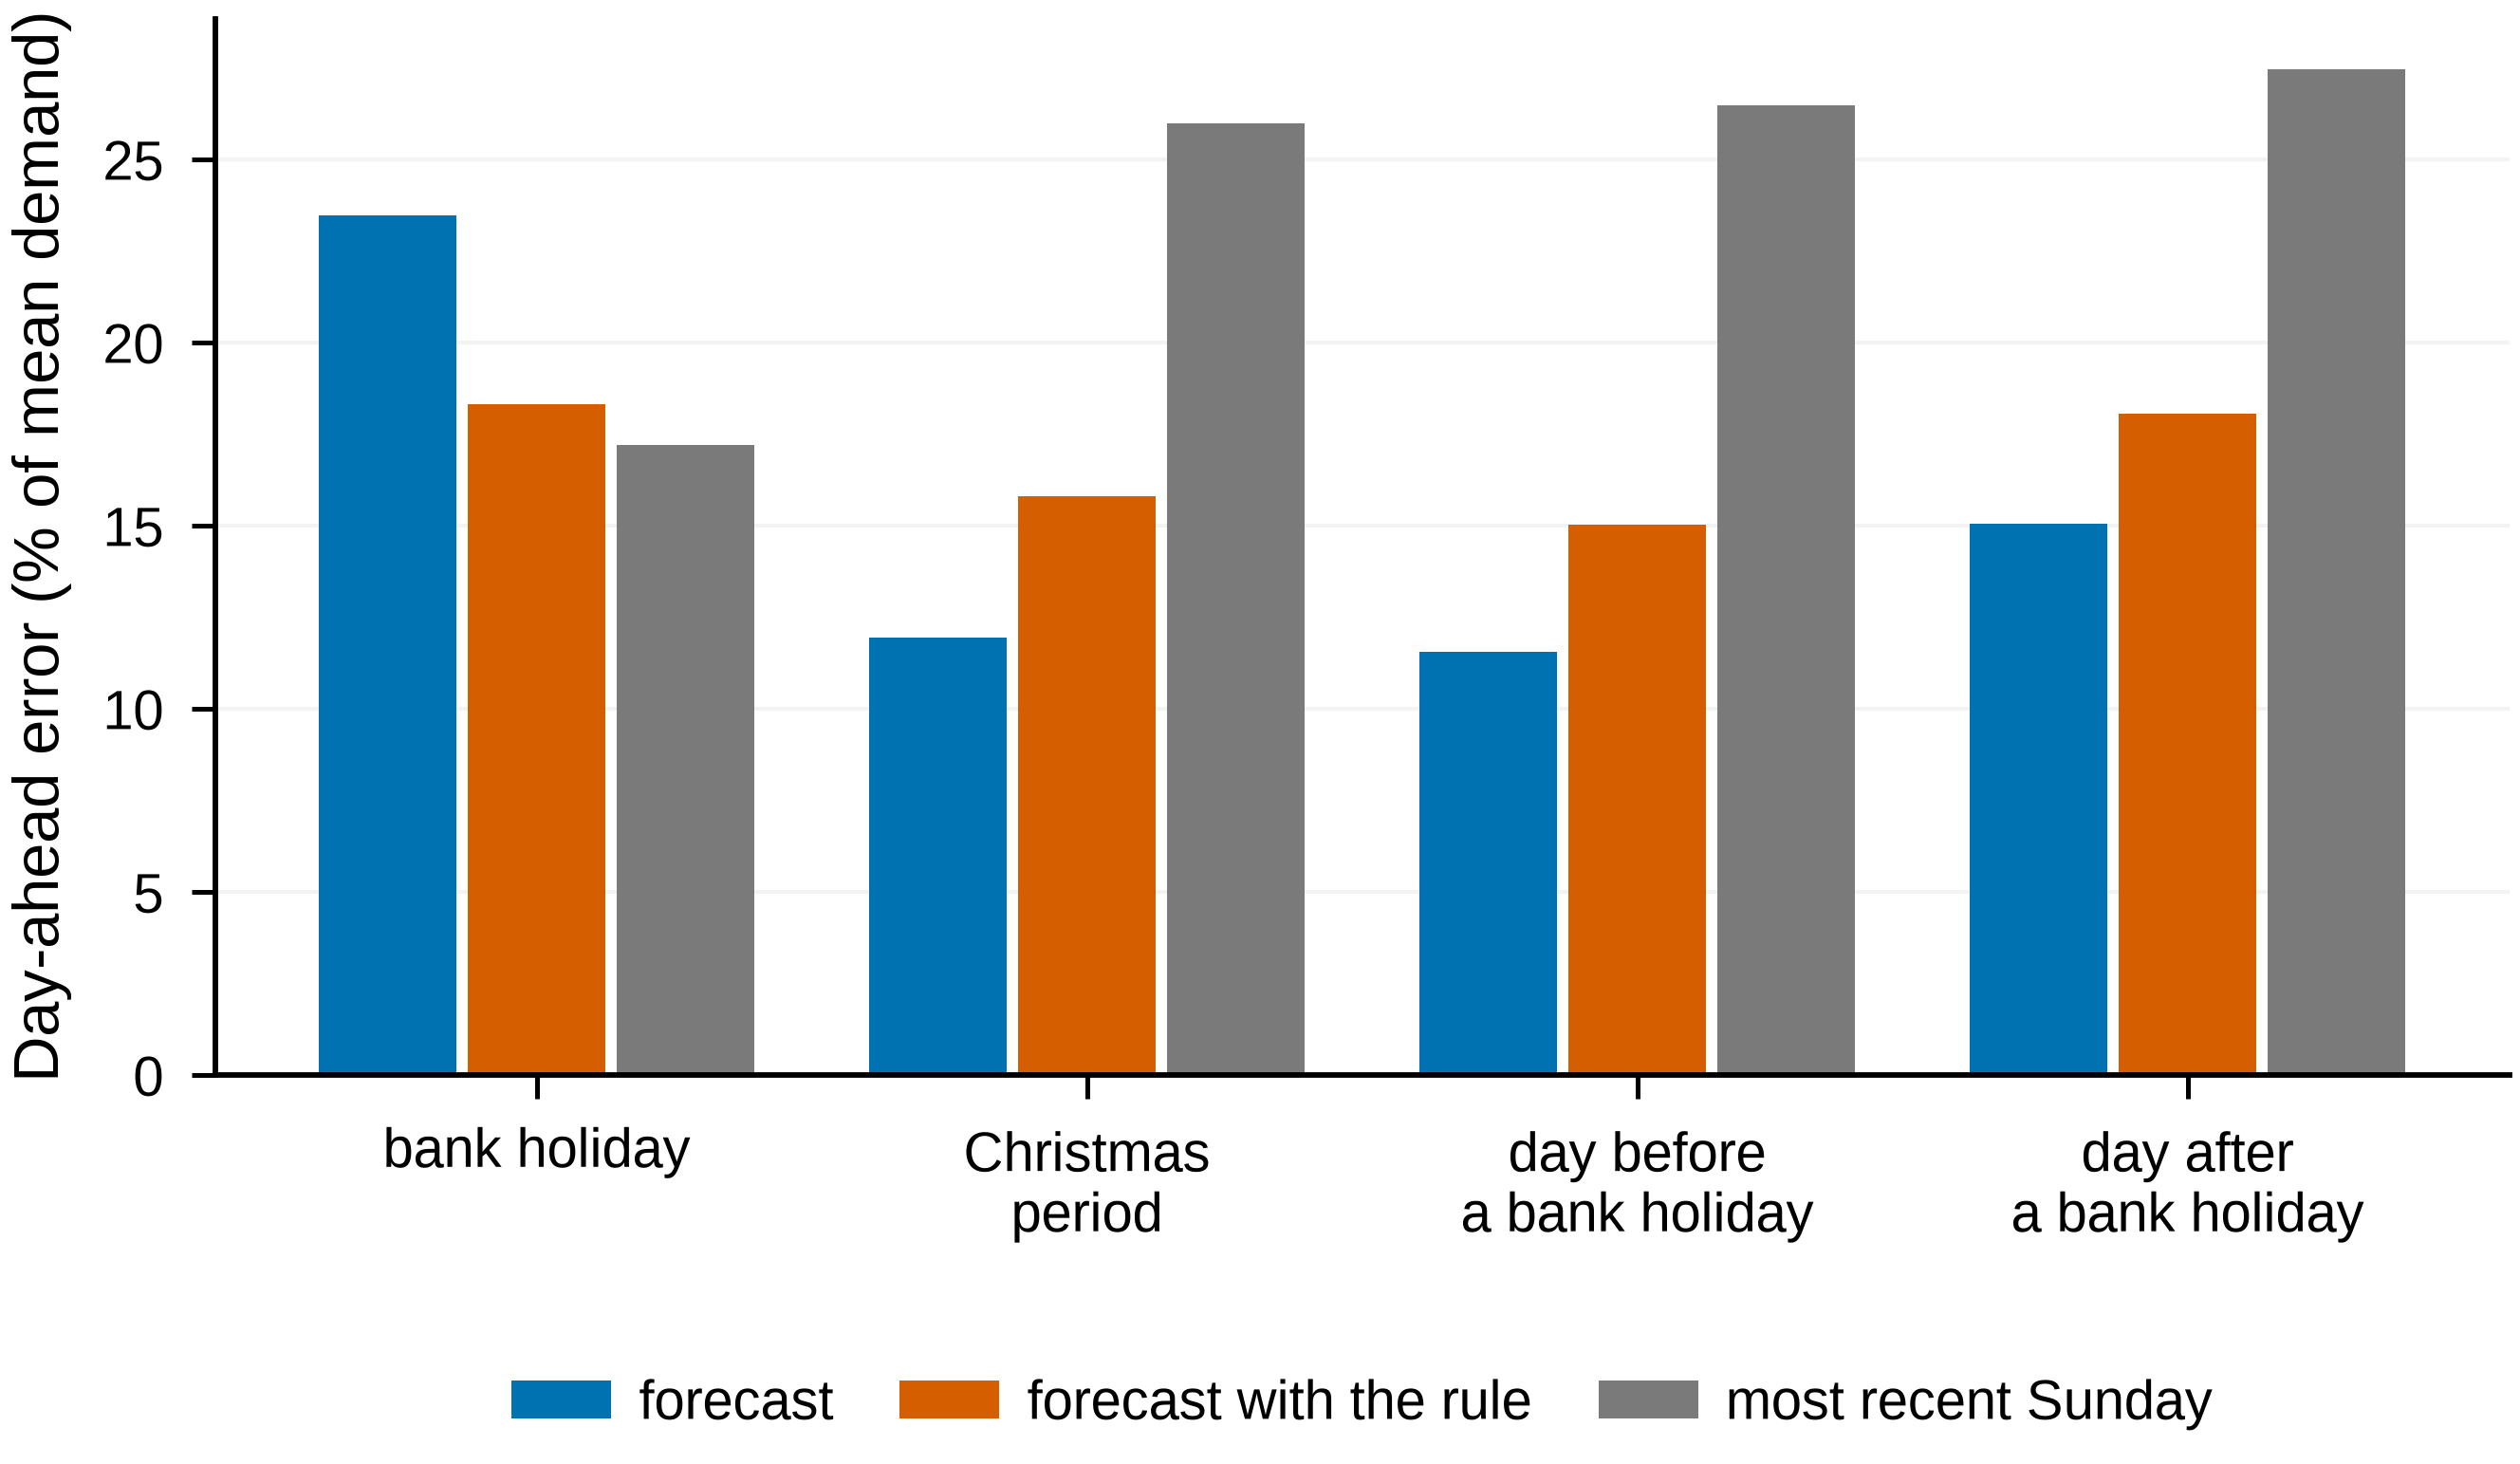 Day-ahead error (% of mean demand)
25
20
15
10
5
0
bank holiday
Christmas
period
day before
a bank holiday
day after
a bank holiday
forecast
forecast with the rule
most recent Sunday